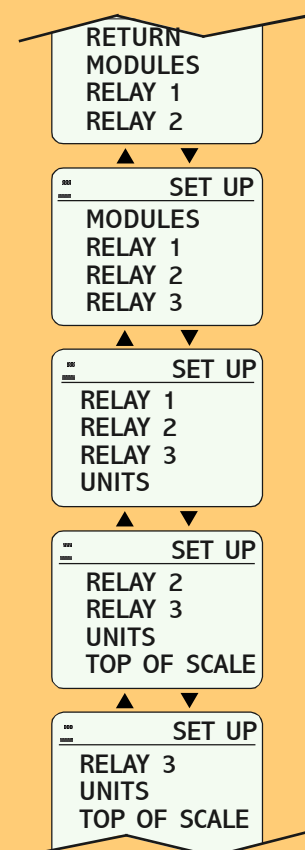 RETURN
MODULES
RELAY 1
RELAY 2
SET UP
MODULES
RELAY 1
RELAY 2
RELAY 3
SET UP
RELAY 1
RELAY 2
RELAY 3
UNITS
SET UP
RELAY 2
RELAY 3
UNITS
TOP OF SCALE
SET UP
RELAY 3
UNITS
TOP OF SCALE